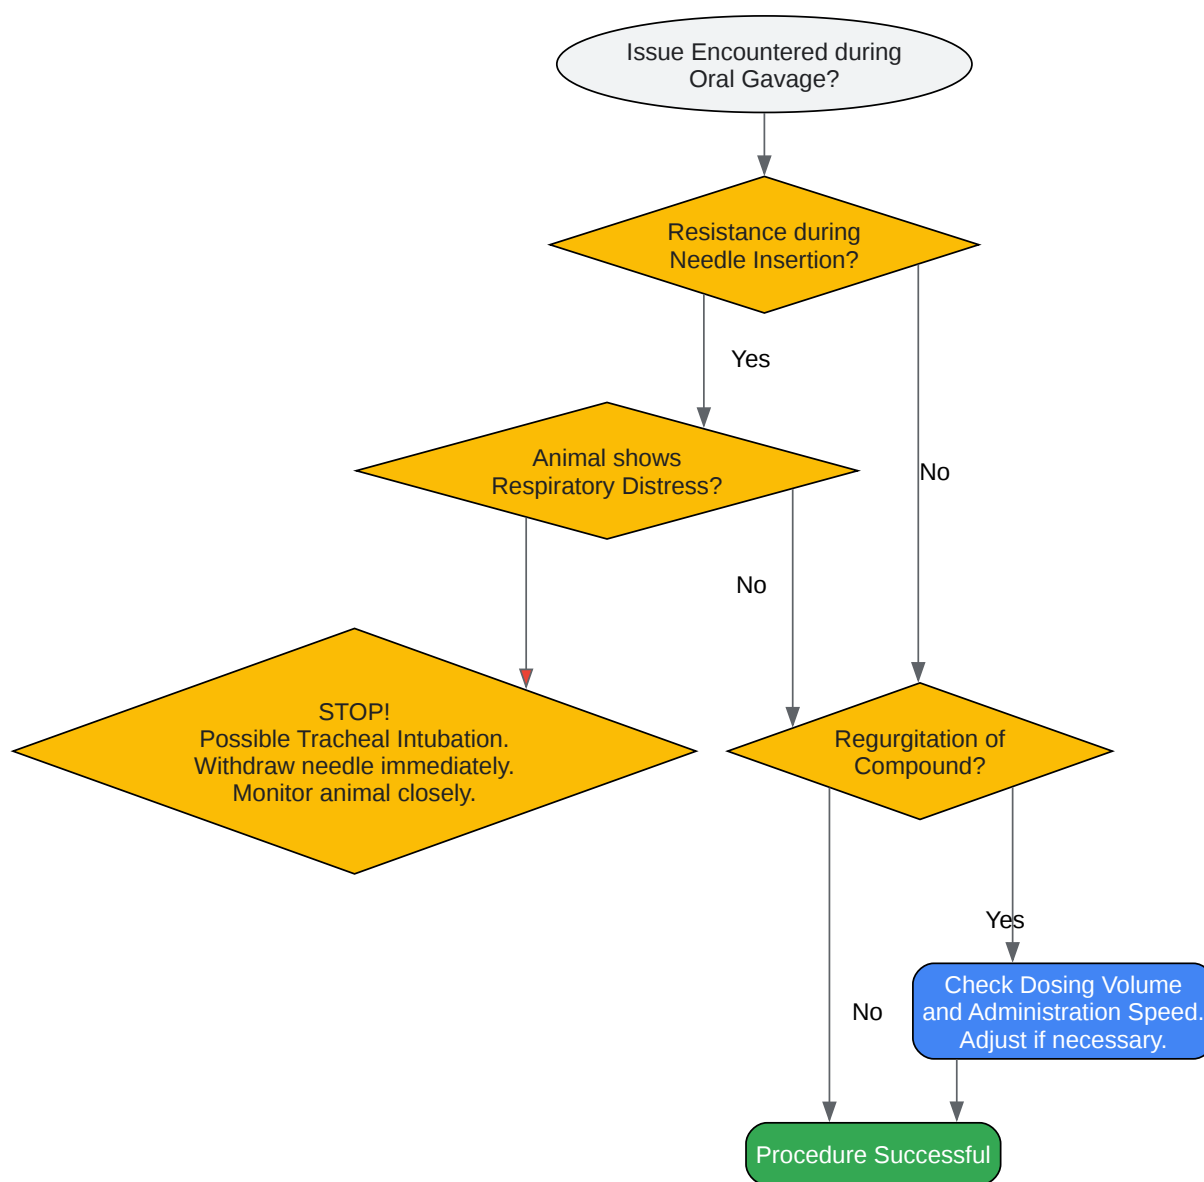 Issue Encountered during
Oral Gavage?
Resistance during
Needle Insertion?
Yes
Animal shows
Respiratory Distress?
No
No
STOP!
Possible Tracheal Intubation.
Withdraw needle immediately.
Monitor animal closely.
Regurgitation of
Compound?
Yes
Check Dosing Volume
and Administration Speed.
Adjust if necessary.
No
Procedure Successful